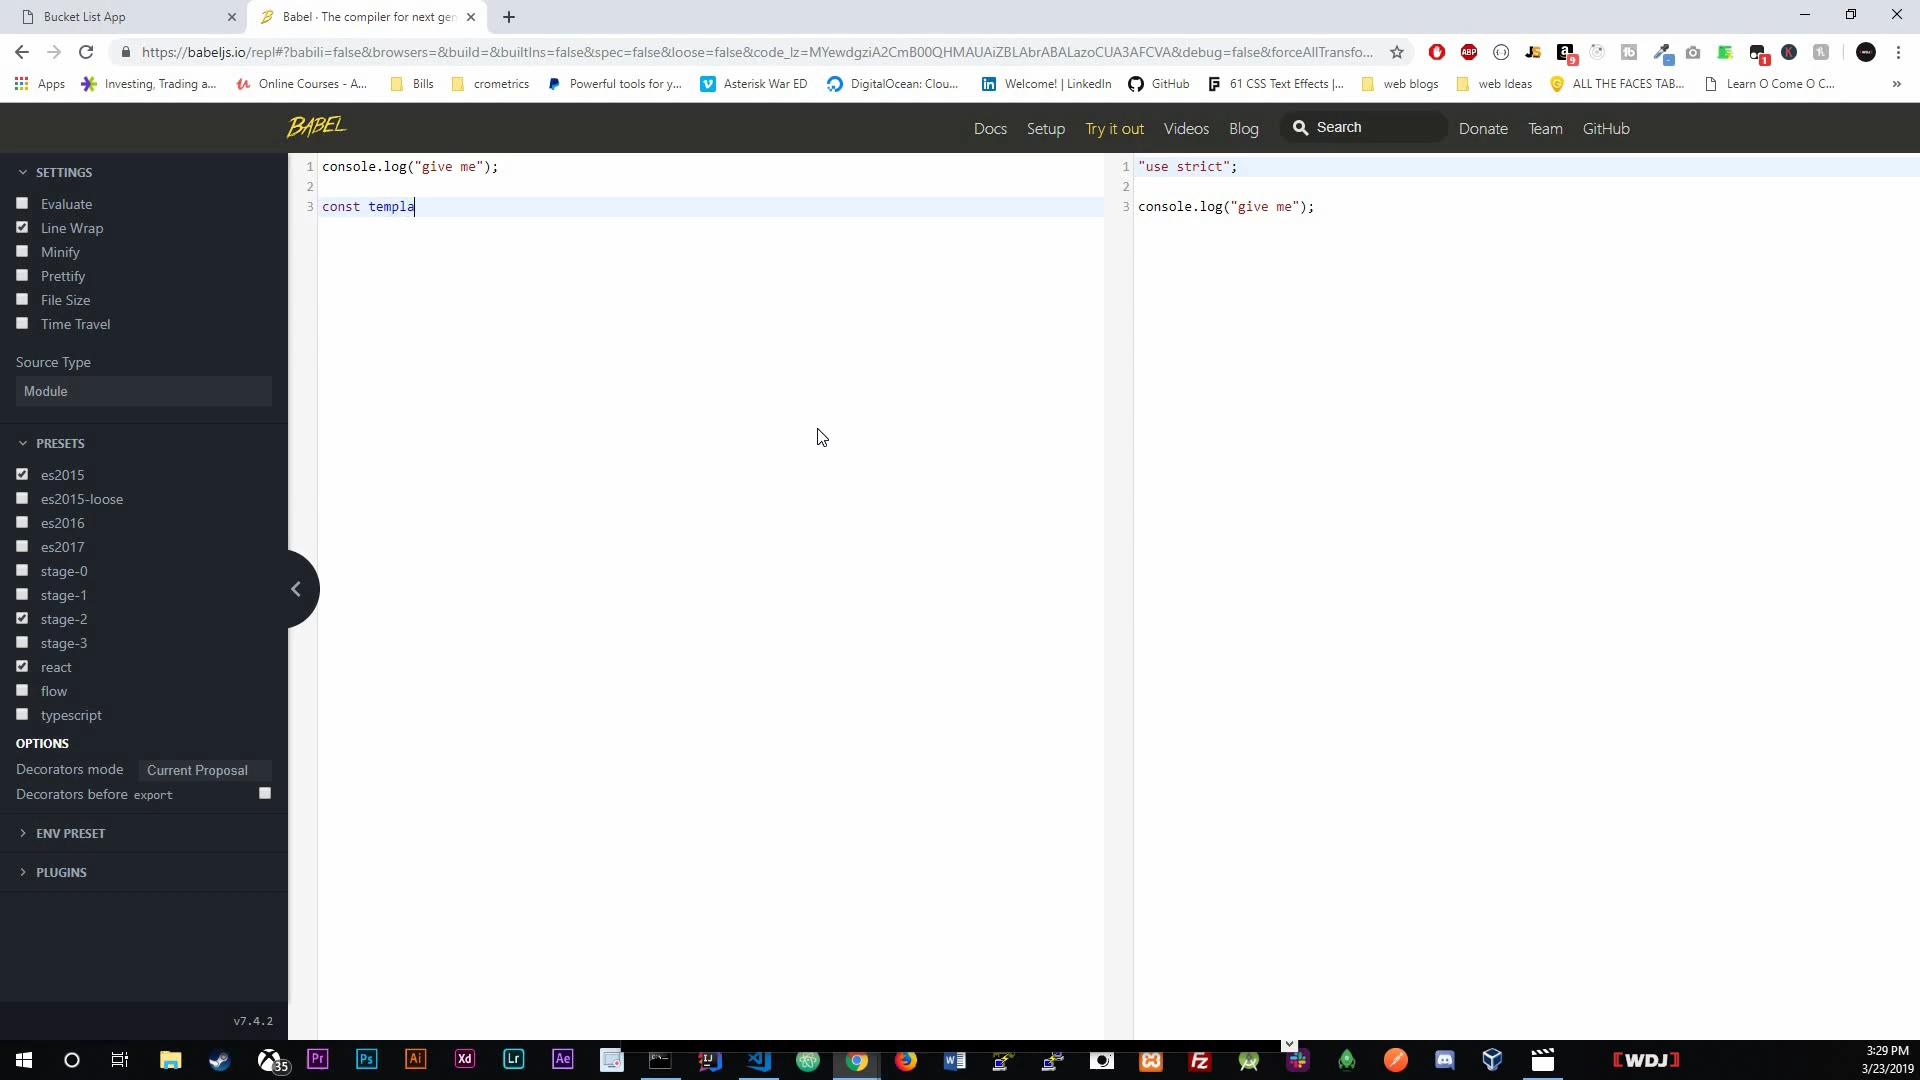 Bucket List App
Babel · The compiler for next gen
https://babeljs.io/repl#?babili=false&browsers=&build=&builtIns=false&spec=false&loose=false&code_lz=MYewdgziA2CmB00QHMAUAiZBLAbrABALazoCUA3AFCVA&debug=false&forceAllTransfo...
Apps
Investing, Trading a...
Online Courses - A...
Bills
crometrics
Powerful tools for y...
Asterisk War ED
DigitalOcean: Clou...
Welcome! | LinkedIn
GitHub
61 CSS Text Effects |...
web blogs
web Ideas
ALL THE FACES TAB...
Learn O Come O C...
BABEL
Docs
Setup
Try it out
Videos
Blog
Search
Donate
Team
GitHub
SETTINGS
Evaluate
Line Wrap
Minify
Prettify
File Size
Time Travel
Source Type
Module
PRESETS
es2015
es2015-loose
es2016
es2017
stage-0
stage-1
stage-2
stage-3
react
flow
typescript
OPTIONS
Decorators mode Current Proposal
Decorators before export
ENV PRESET
PLUGINS
v7.4.2
1 console.log("give me");
2
3 const templa
1 "use strict";
2
3 console.log("give me");
35
Pr
Ps
Ai
Xd
Lr
Ae
[WDJ]
3:29 PM
3/23/2019